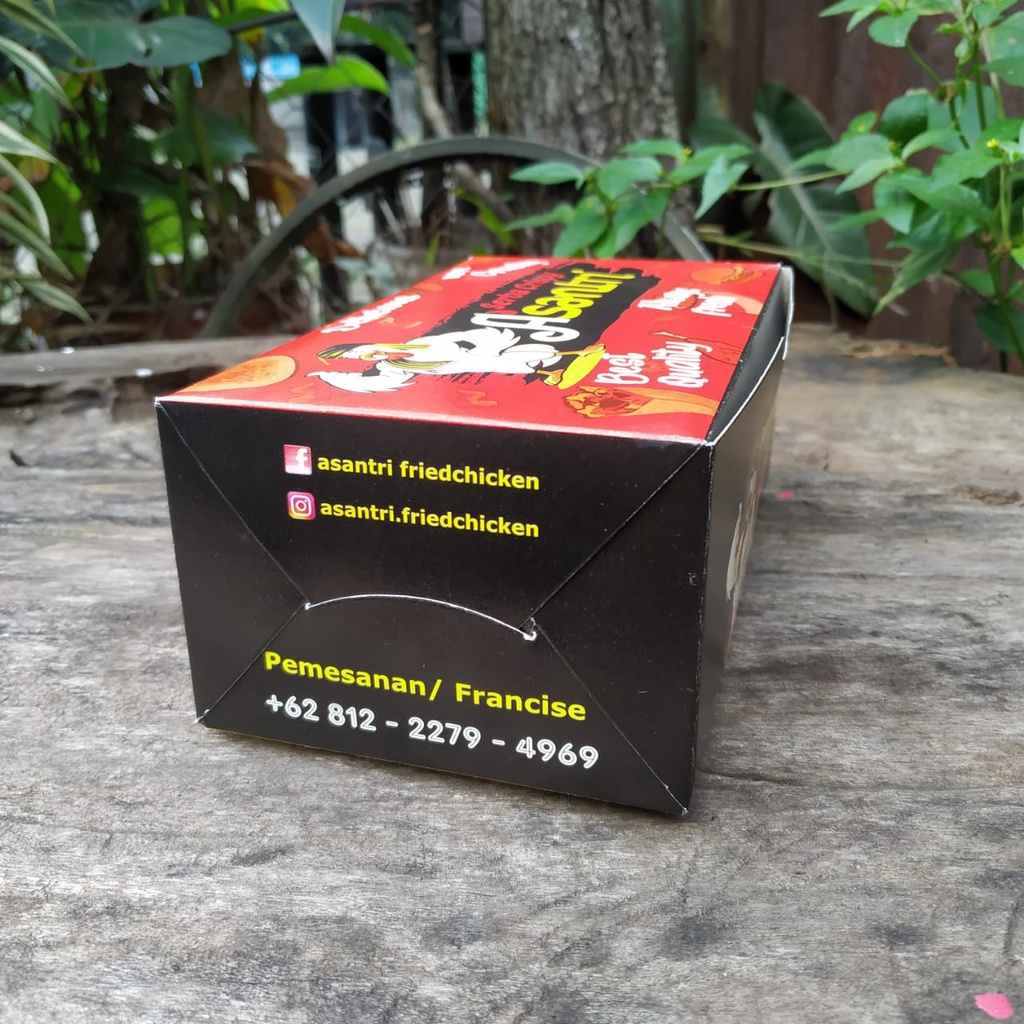 Asantri
Best
Quality
asantri friedchicken
asantri.friedchicken
Pemesanan/ Francise
+62 812 - 2279 - 4969